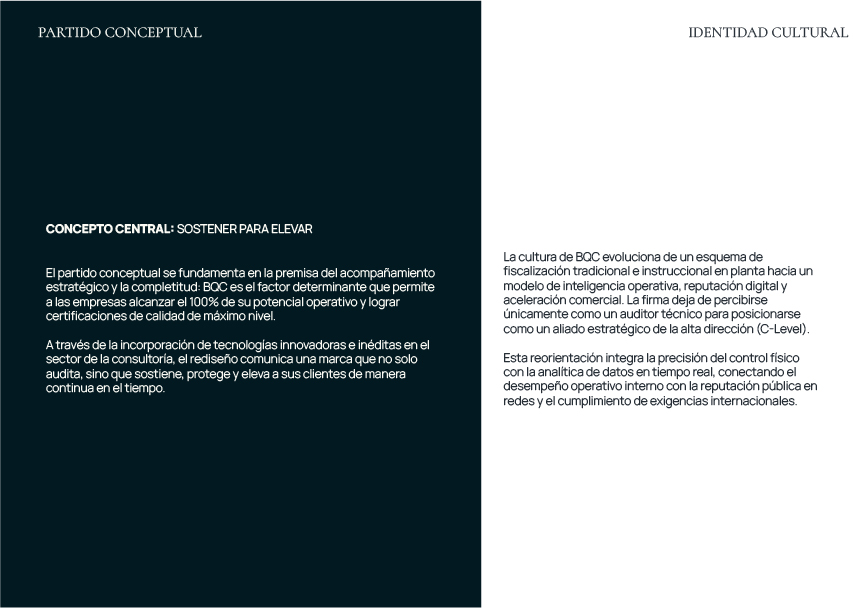 PARTIDO CONCEPTUAL
CONCEPTO CENTRAL: SOSTENER PARA ELEVAR
El partido conceptual se fundamenta en la premisa del acompañamiento
estratégico y la completitud: BQC es el factor determinante que permite
a las empresas alcanzar el 100% de su potencial operativo y lograr
certificaciones de calidad de máximo nivel.
A través de la incorporación de tecnologías innovadoras e inéditas en el
sector de la consultoría, el rediseño comunica una marca que no solo
audita, sino que sostiene, protege y eleva a sus clientes de manera
continua en el tiempo.
IDENTIDAD CULTURAL
La cultura de BQC evoluciona de un esquema de
fiscalización tradicional e instruccional en planta hacia un
modelo de inteligencia operativa, reputación digital y
aceleración comercial. La firma deja de percibirse
únicamente como un auditor técnico para posicionarse
como un aliado estratégico de la alta dirección (C-Level).
Esta reorientación integra la precisión del control físico
con la analítica de datos en tiempo real, conectando el
desempeño operativo interno con la reputación pública en
redes y el cumplimiento de exigencias internacionales.